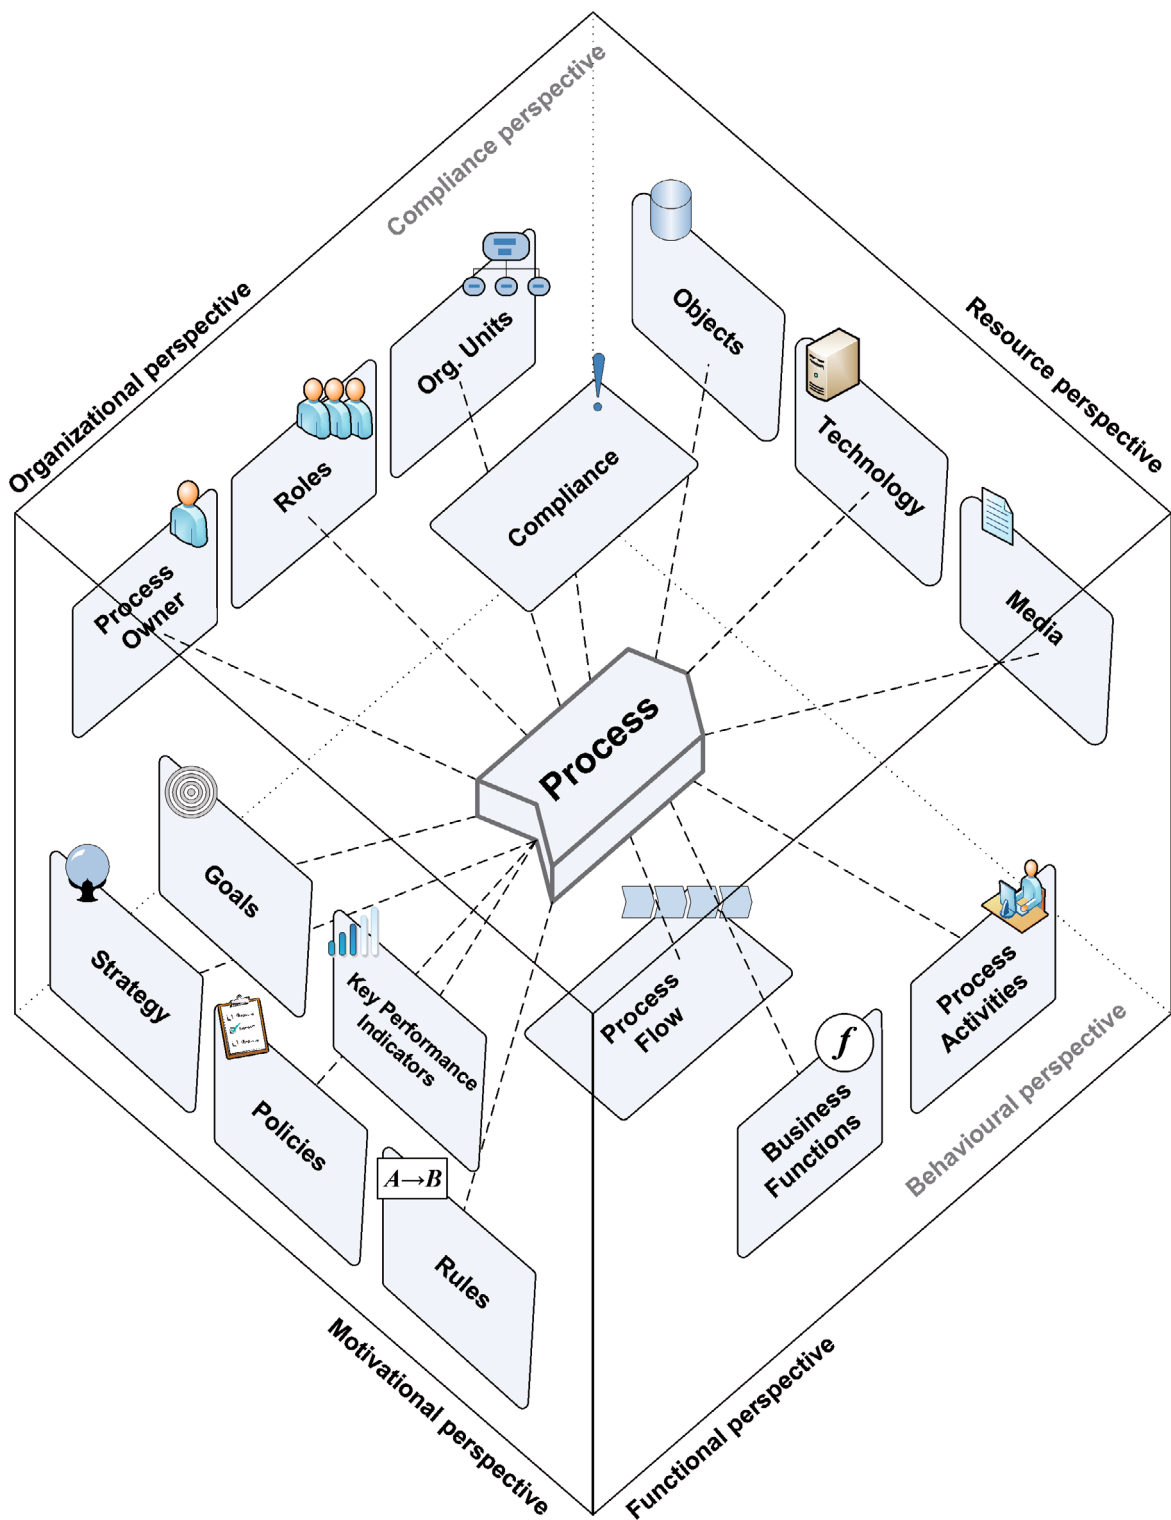 Compliance perspective
Organizational perspective
Resource perspective
Objects
Org. Units
Technology
Roles
Compliance
Media
Process
Owner
Process
Goals
Strategy
Key Performance
Indicators
Process
Flow
Process
Activities
f
Business
Functions
Policies
A→B
Rules
Behavioural perspective
Motivational perspective
Functional perspective